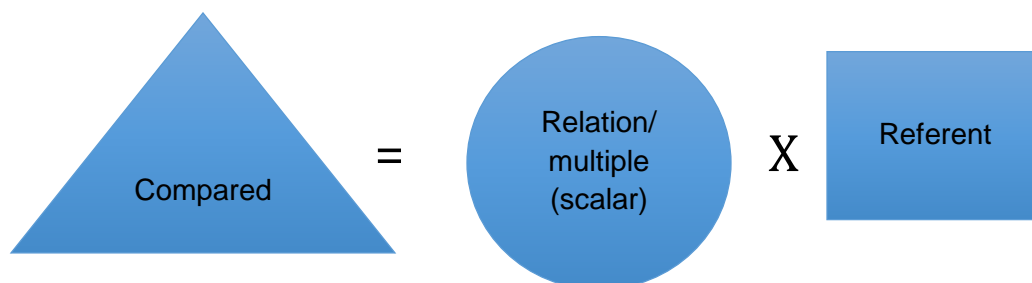 Compared
=
Relation/
multiple
(scalar)
X
Referent